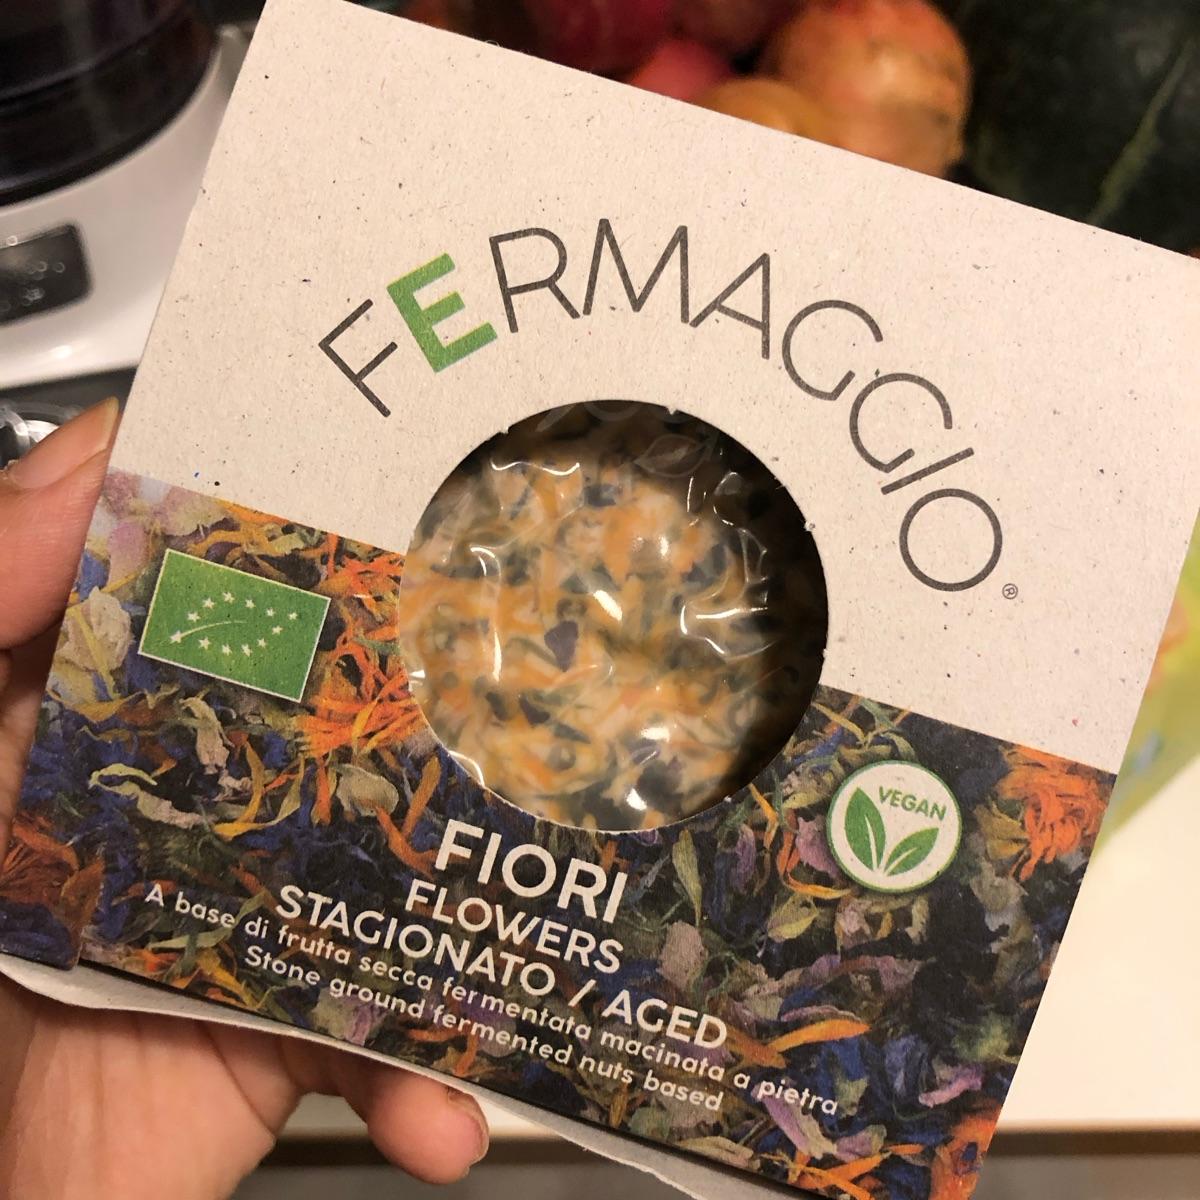 FERMAGGIO®
VEGAN
FIORI
FLOWERS
STAGIONATO / AGED
A base di frutta secca fermentata macinata a pietra
Stone ground fermented nuts based